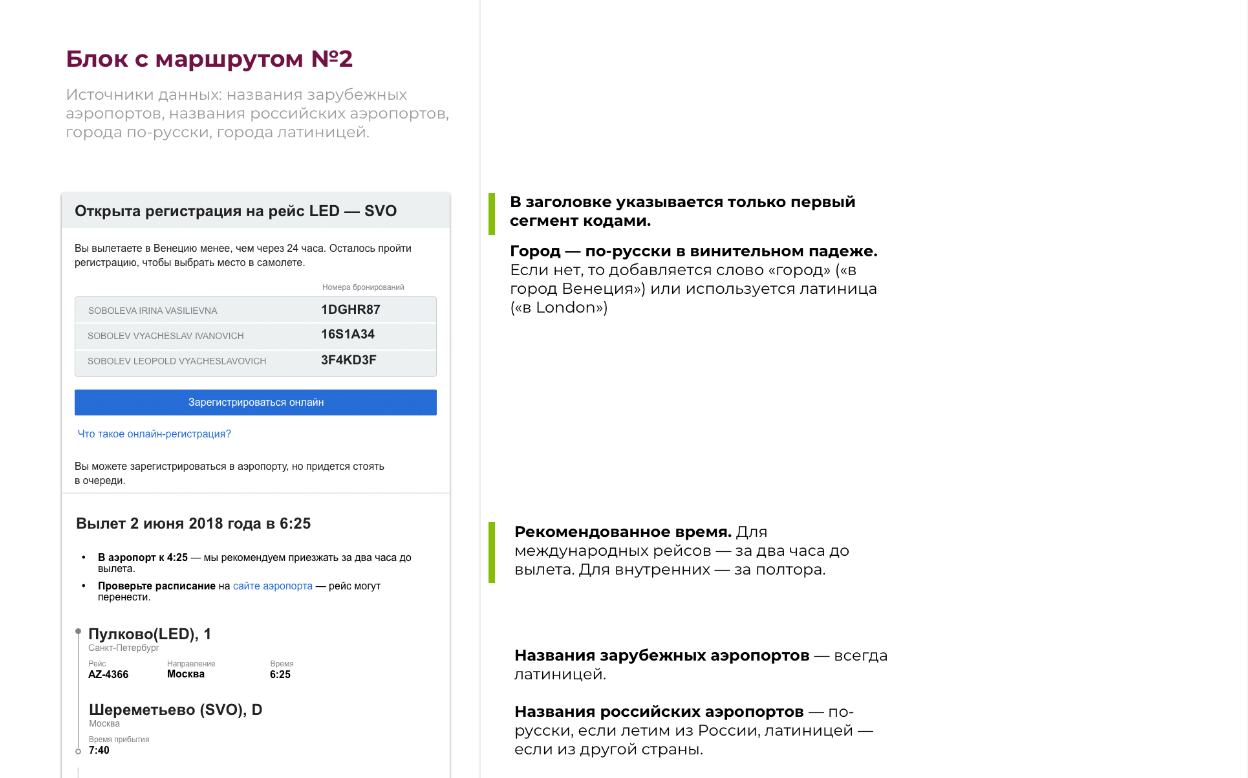 Блок с маршрутом №2
Источники данных: названия зарубежных
аэропортов, названия российских аэропортов,
города по-русски, города латиницей.
Открыта регистрация на рейс LED — SVO
Вы вылетаете в Венецию менее, чем через 24 часа. Осталось пройти
регистрацию, чтобы выбрать место в самолете.
Номера бронирований
SOBOLEVA IRINA VASILIEVNA 1DGHR87
SOBOLEV VYACHESLAV IVANOVICH 16S1A34
SOBOLEV LEOPOLD VYACHESLAVOVICH 3F4KD3F
Зарегистрироваться онлайн
Что такое онлайн-регистрация?
Вы можете зарегистрироваться в аэропорту, но придется стоять
в очереди.
Вылет 2 июня 2018 года в 6:25
• В аэропорт к 4:25 — мы рекомендуем приезжать за два часа до
вылета.
• Проверьте расписание на сайте аэропорта — рейс могут
перенести.
Пулково(LED), 1
Санкт-Петербург
Рейс Направление Время
AZ-4366 Москва 6:25
Шереметьево (SVO), D
Москва
Время прибытия
7:40
В заголовке указывается только первый
сегмент кодами.
Город — по-русски в винительном падеже.
Если нет, то добавляется слово «город» («в
город Венеция») или используется латиница
(«в London»)
Рекомендованное время. Для
международных рейсов — за два часа до
вылета. Для внутренних — за полтора.
Названия зарубежных аэропортов — всегда
латиницей.
Названия российских аэропортов — по-
русски, если летим из России, латиницей —
если из другой страны.